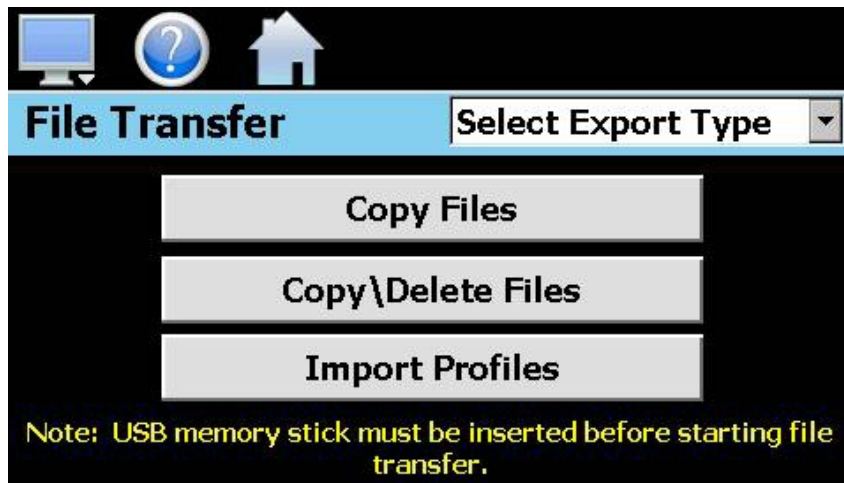 ?
File Transfer
Select Export Type
Copy Files
Copy\Delete Files
Import Profiles
Note: USB memory stick must be inserted before starting file
transfer.